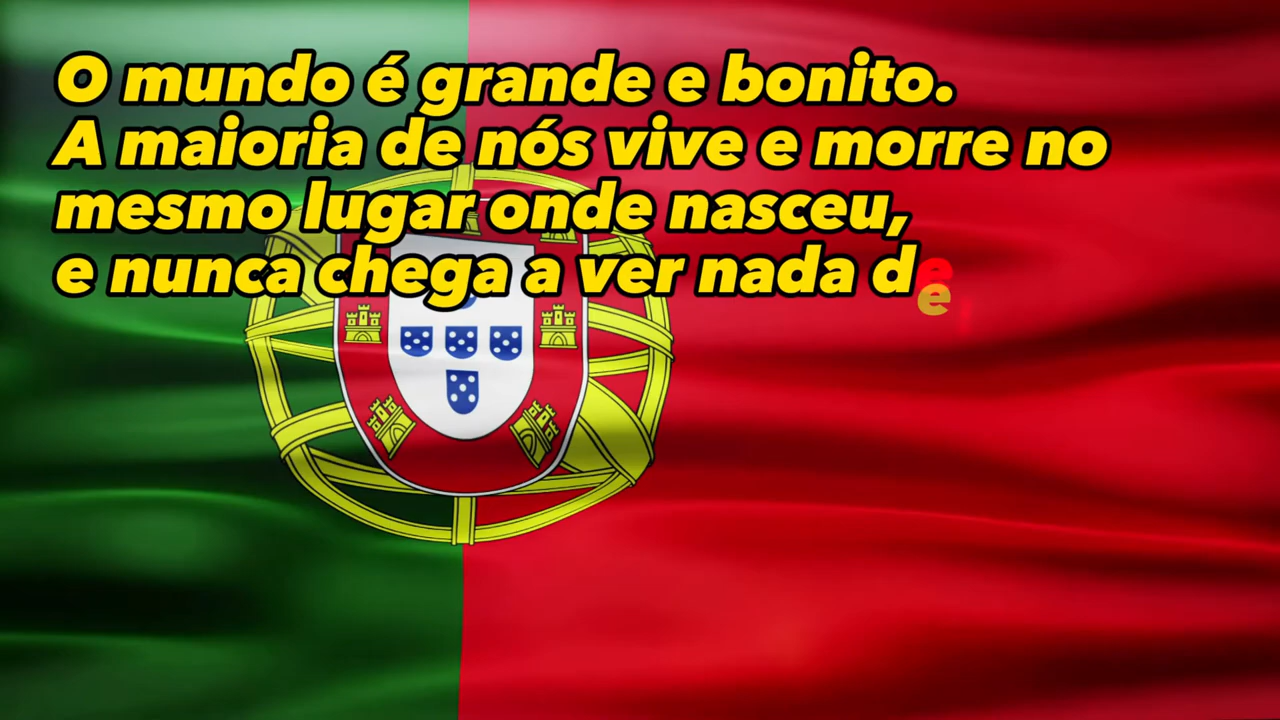 O mundo é grande e bonito.
A maioria de nós vive e morre no
mesmo lugar onde nasceu,
e nunca chega a ver nada de